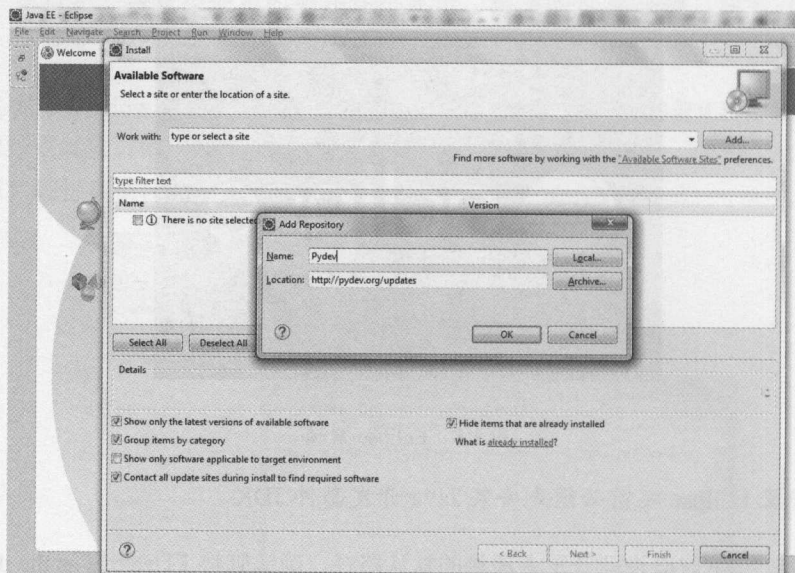 Java EE - Eclipse
File Edit Navigate Search Project Run Window Help
Welcome
Install
Available Software
Select a site or enter the location of a site.
Work with: type or select a site
Add...
Find more software by working with the "Available Software Sites" preferences.
type filter text
Name Version
There is no site selected
Add Repository
Name: Pydev
Local...
Location: http://pydev.org/updates
Archive...
OK Cancel
Select All Deselect All
Details
Show only the latest versions of available software
Hide items that are already installed
Group items by category
What is already installed?
Show only software applicable to target environment
Contact all update sites during install to find required software
< Back Next > Finish Cancel